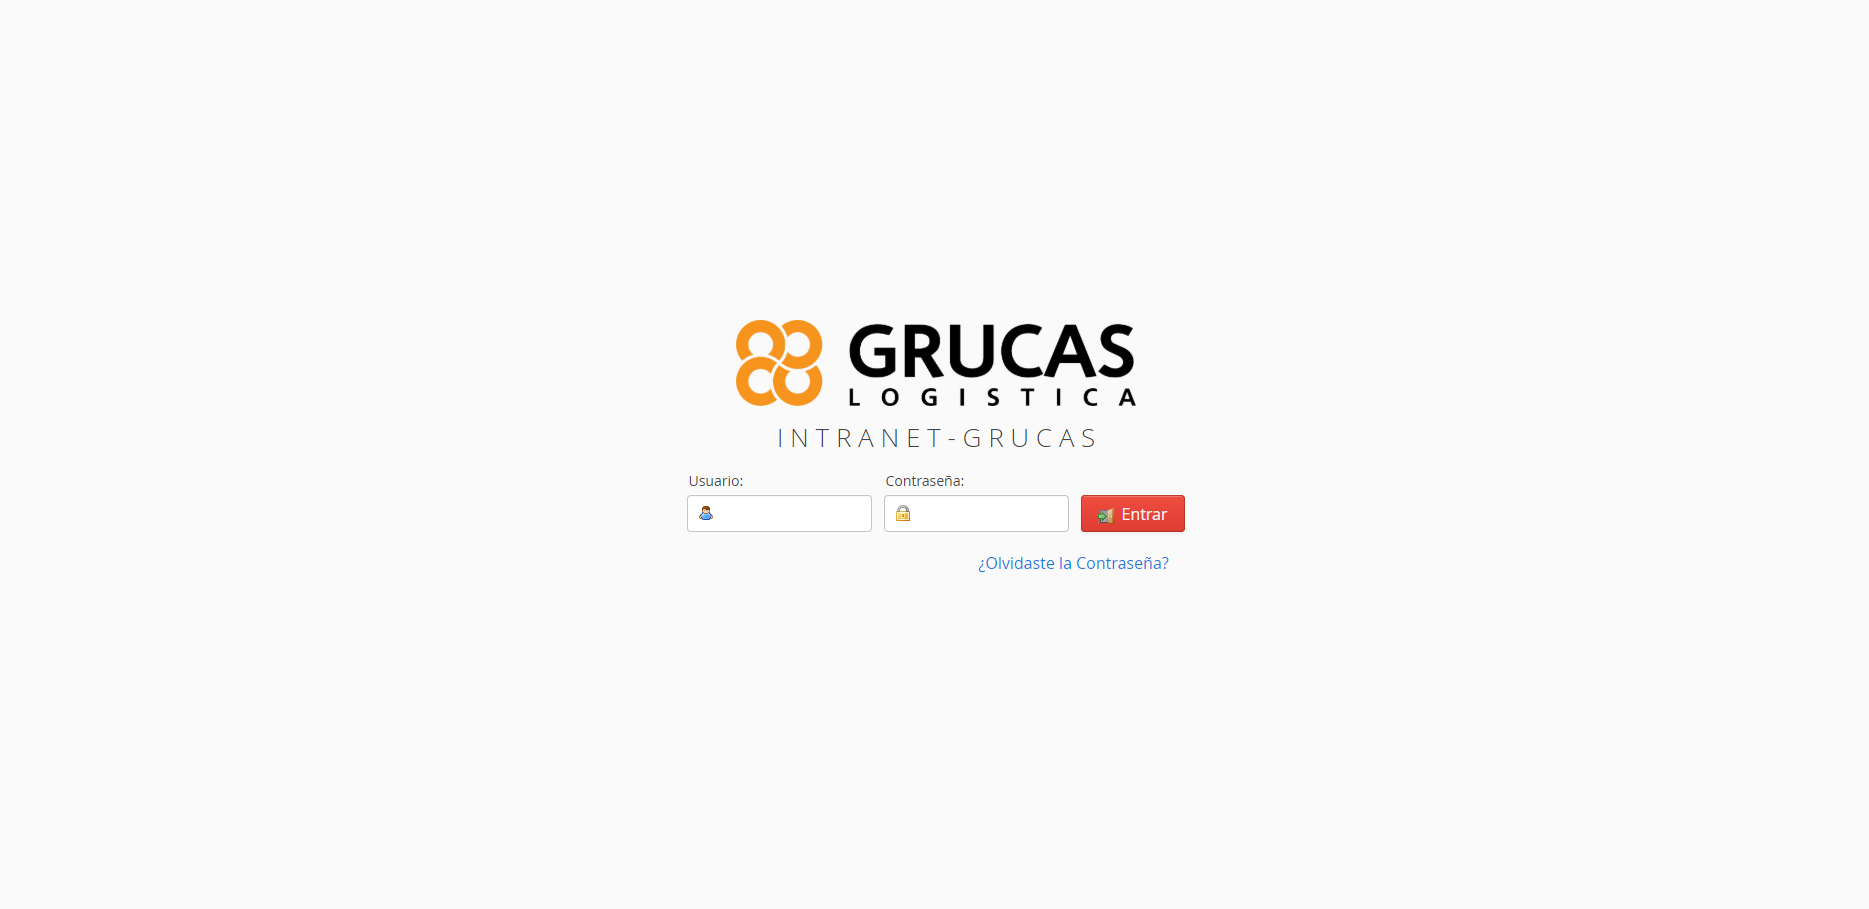 GRUCAS
LOGISTICA
INTRANET-GRUCAS
Usuario: Contraseña:
Entrar
¿Olvidaste la Contraseña?